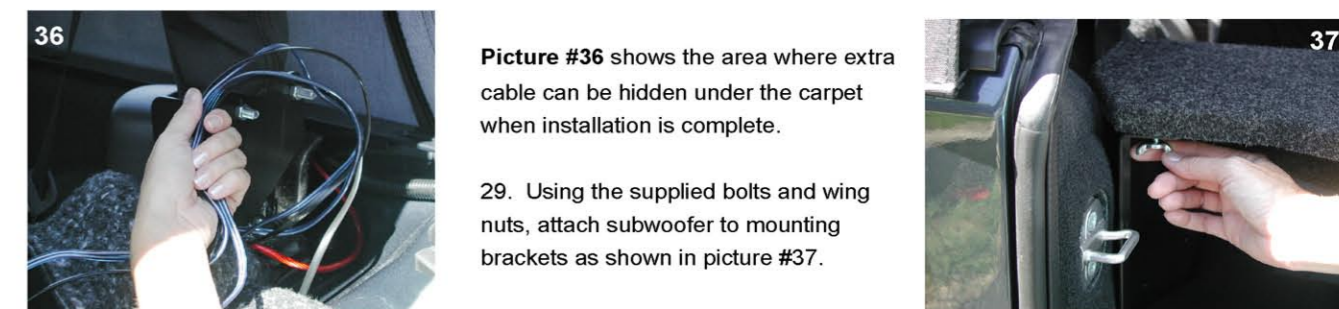 36
Picture #36 shows the area where extra
cable can be hidden under the carpet
when installation is complete.
29. Using the supplied bolts and wing
nuts, attach subwoofer to mounting
brackets as shown in picture #37.
37